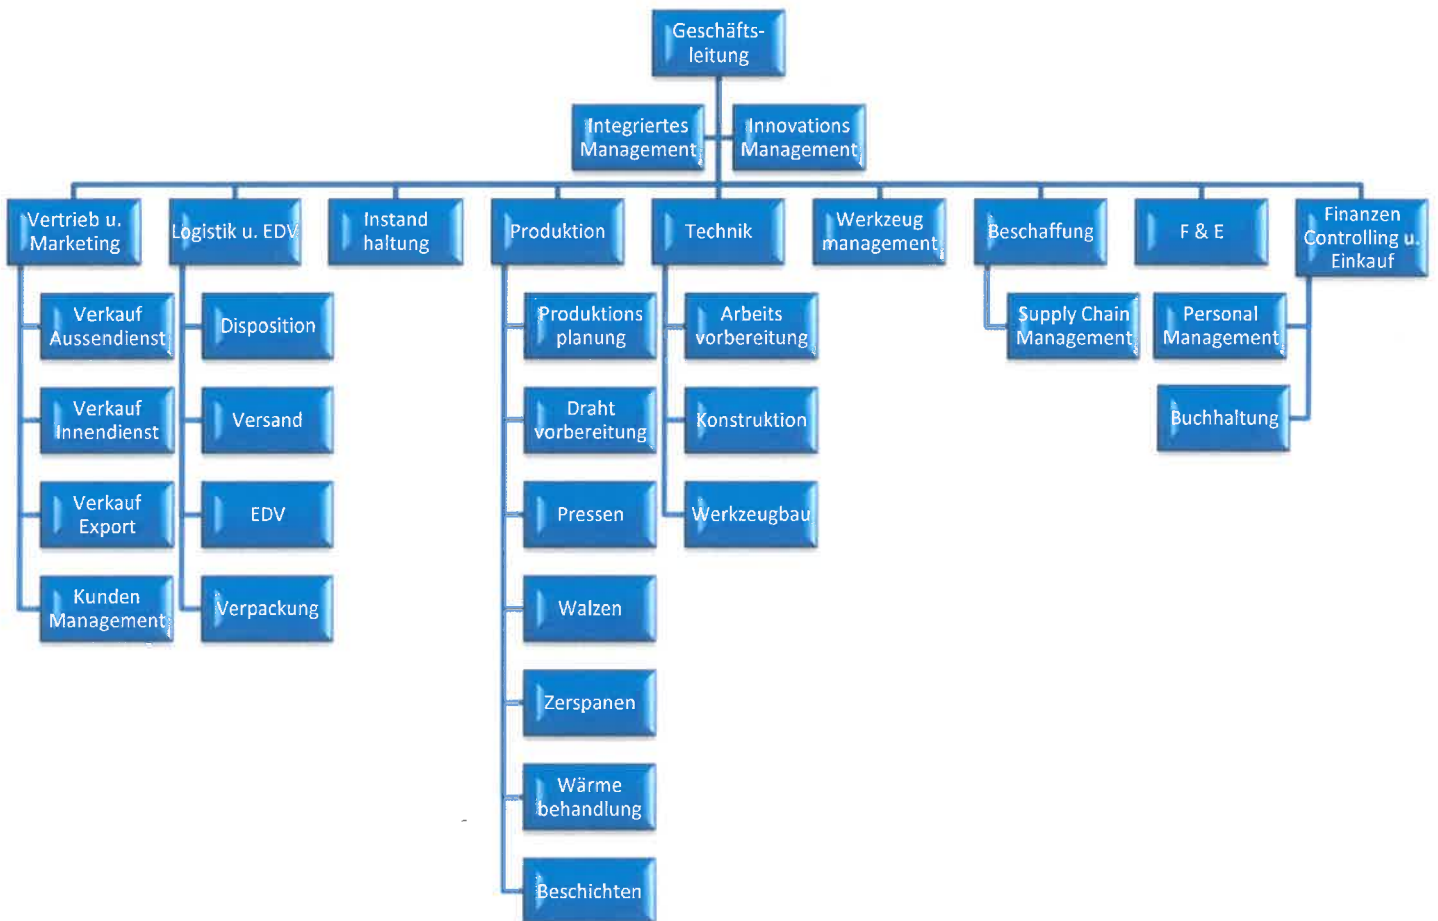 Geschäfts-
leitung
Integriertes
Management
Innovations
Management
Vertrieb u.
Marketing
Logistik u. EDV
Instand
haltung
Produktion
Technik
Werkzeug
management
Beschaffung
F & E
Finanzen
Controlling u.
Einkauf
Verkauf
Aussendienst
Verkauf
Innendienst
Verkauf
Export
Kunden
Management
Disposition
Versand
EDV
Verpackung
Produktions
planung
Draht
vorbereitung
Pressen
Walzen
Zerspanen
Wärme
behandlung
Beschichten
Arbeits
vorbereitung
Konstruktion
Werkzeugbau
Supply Chain
Management
Personal
Management
Buchhaltung